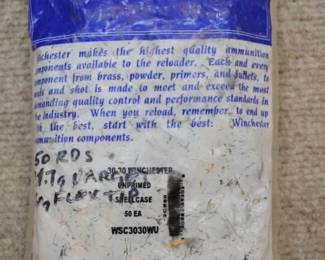 Winchester makes the highest quality ammunition
components available to the reloader. Each and every
component from brass, powder, primers, and bullets, to
and shot is made to meet or exceed the most
demanding quality control and performance standards in
the industry. When you reload, remember to end up
the best, start with the best: Winchester
ammunition components.
50 RDS
30-30 WINCHESTER
UNPRIMED
FLEX TIP
SHELLCASE
50 EA
WSC3030WU